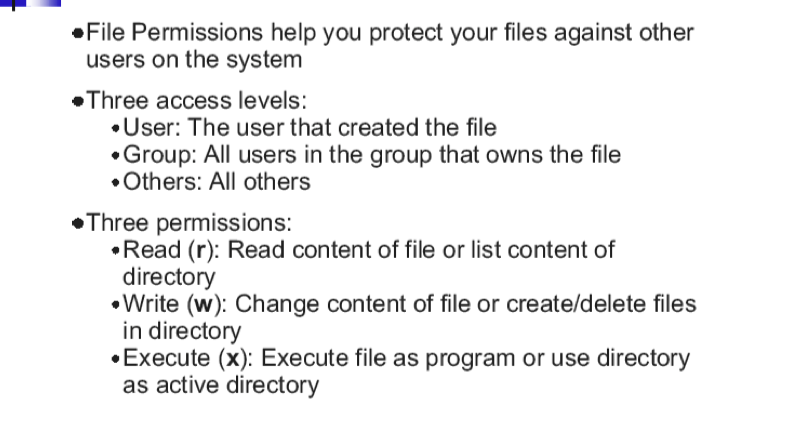 •File Permissions help you protect your files against other
users on the system
•Three access levels:
•User: The user that created the file
•Group: All users in the group that owns the file
•Others: All others
•Three permissions:
•Read (r): Read content of file or list content of
directory
•Write (w): Change content of file or create/delete files
in directory
•Execute (x): Execute file as program or use directory
as active directory